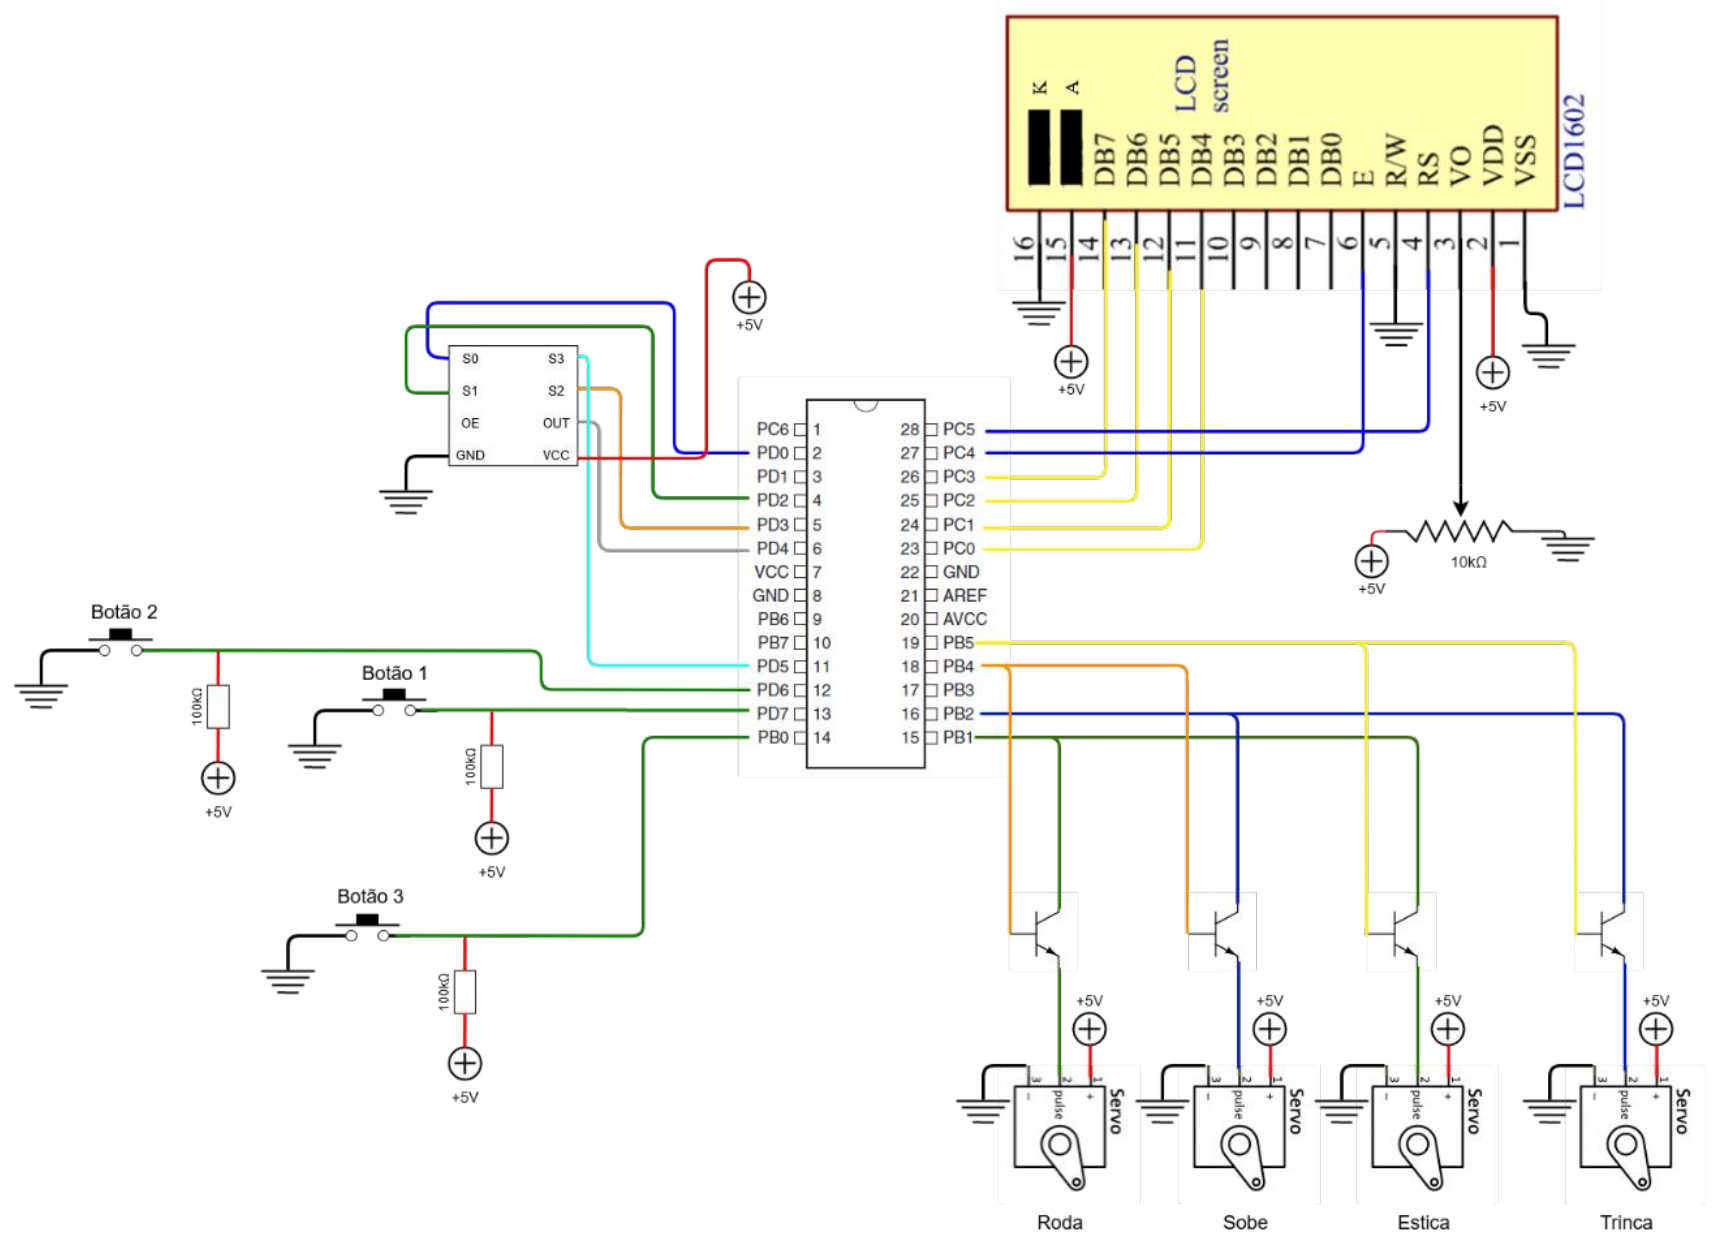 K
A
DB7
DB6
DB5
DB4
DB3
DB2
DB1
DB0
E
R/W
RS
VO
VDD
VSS
LCD
screen
LCD1602
16
15
14
13
12
11
10
9
8
7
6
5
4
3
2
1
+5V
+5V
+5V
10kΩ
+5V
S0 S3
S1 S2
OE OUT
GND VCC
PC6 1 28 PC5
PD0 2 27 PC4
PD1 3 26 PC3
PD2 4 25 PC2
PD3 5 24 PC1
PD4 6 23 PC0
VCC 7 22 GND
GND 8 21 AREF
PB6 9 20 AVCC
PB7 10 19 PB5
PD5 11 18 PB4
PD6 12 17 PB3
PD7 13 16 PB2
PB0 14 15 PB1
Botão 2
100kΩ
+5V
Botão 1
100kΩ
+5V
Botão 3
100kΩ
+5V
+5V
+5V
+5V
+5V
3 2 1
− pulse +
Servo
3 2 1
− pulse +
Servo
3 2 1
− pulse +
Servo
3 2 1
− pulse +
Servo
Roda
Sobe
Estica
Trinca